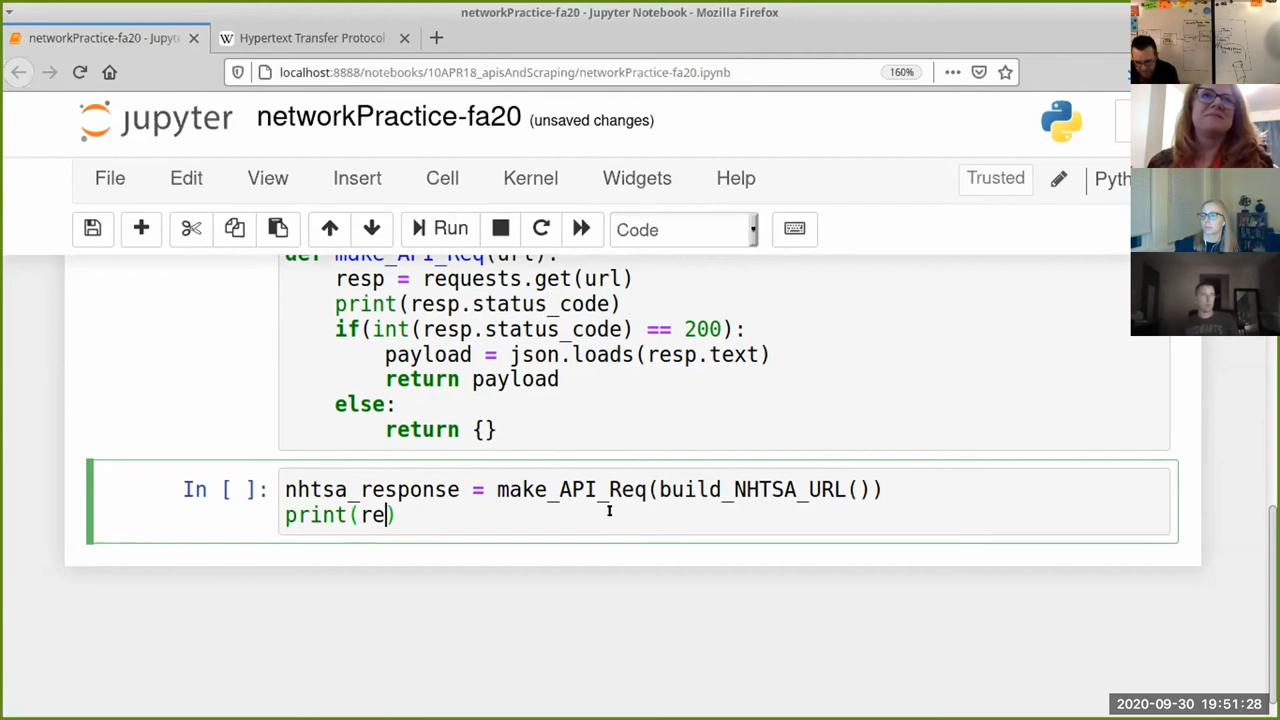 networkPractice-fa20 - Jupyter Notebook - Mozilla Firefox
networkPractice-fa20 - Jupyte
Hypertext Transfer Protocol
localhost:8888/notebooks/106/PR18_apisAndScraping/networkPractice-fa20.ipynb
160%
jupyter networkPractice-fa20 (unsaved changes)
File Edit View Insert Cell Kernel Widgets Help Trusted Pyth
Run Code
def make_API_Req(url):
resp = requests.get(url)
print(resp.status_code)
if(int(resp.status_code) == 200):
payload = json.loads(resp.text)
return payload
else:
return {}
In [ ]: nhtsa_response = make_API_Req(build_NHTSA_URL())
print(re)
2020-09-30 19:51:28